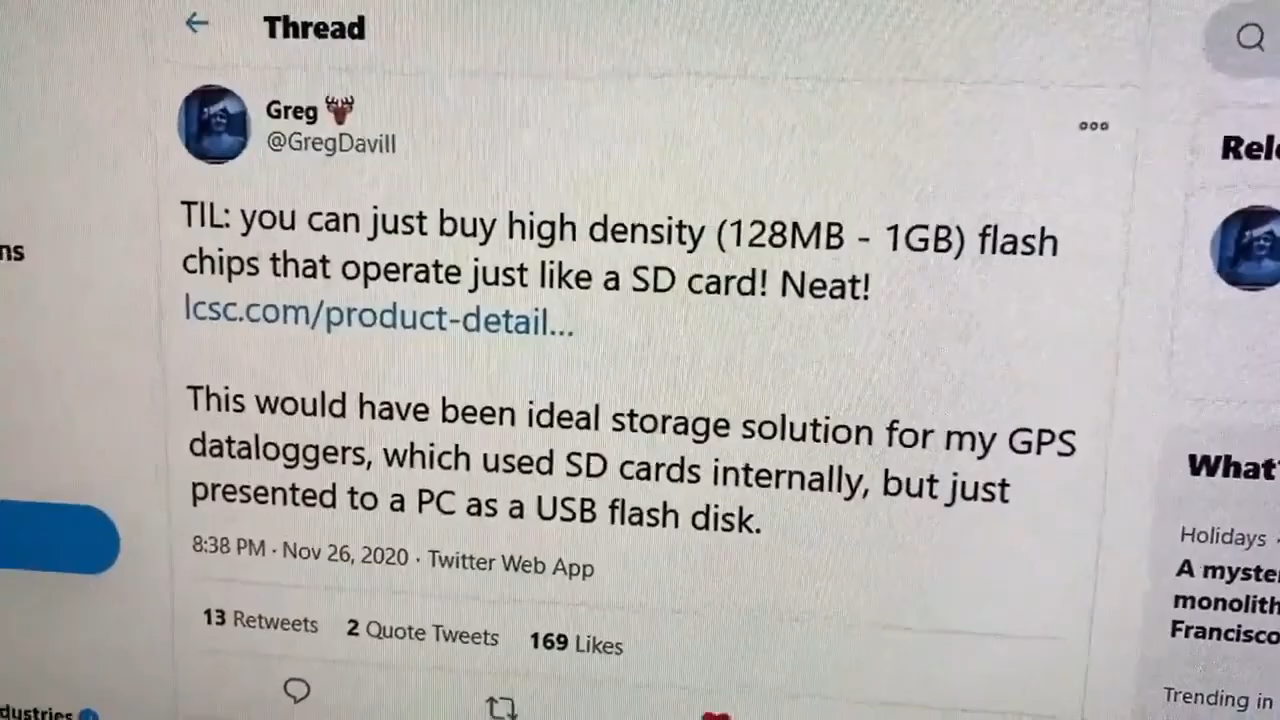 Thread
Greg
@GregDavill
TIL: you can just buy high density (128MB - 1GB) flash
chips that operate just like a SD card! Neat!
lcsc.com/product-detail...
This would have been ideal storage solution for my GPS
dataloggers, which used SD cards internally, but just
presented to a PC as a USB flash disk.
8:38 PM · Nov 26, 2020 · Twitter Web App
13 Retweets 2 Quote Tweets 169 Likes
ns
dustries
Rele
What'
Holidays ·
A myste
monolith
Francisco
Trending in